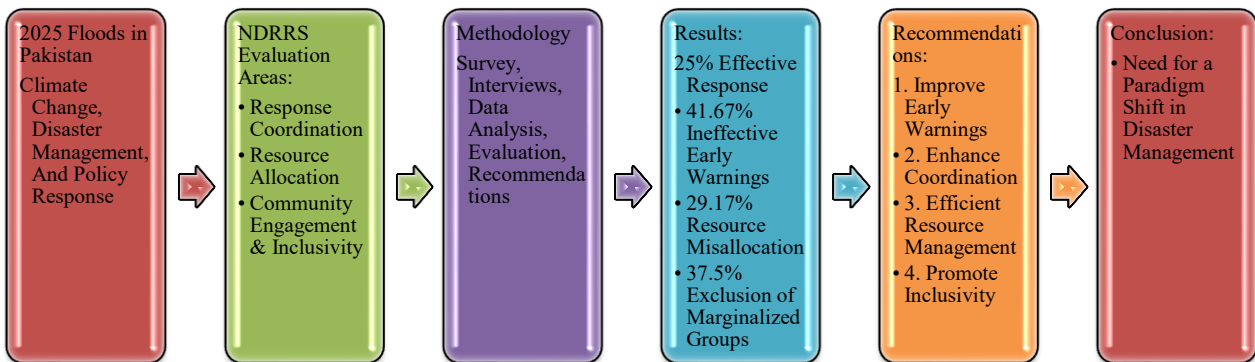 2025 Floods in
Pakistan
Climate
Change,
Disaster
Management,
And Policy
Response
NDRRS
Evaluation
Areas:
• Response
Coordination
• Resource
Allocation
• Community
Engagement
& Inclusivity
Methodology
Survey,
Interviews,
Data
Analysis,
Evaluation,
Recommenda
tions
Results:
25% Effective
Response
• 41.67%
Ineffective
Early
Warnings
• 29.17%
Resource
Misallocation
• 37.5%
Exclusion of
Marginalized
Groups
Recommendati
ons:
1. Improve
Early
Warnings
• 2. Enhance
Coordination
• 3. Efficient
Resource
Management
• 4. Promote
Inclusivity
Conclusion:
• Need for a
Paradigm
Shift in
Disaster
Management